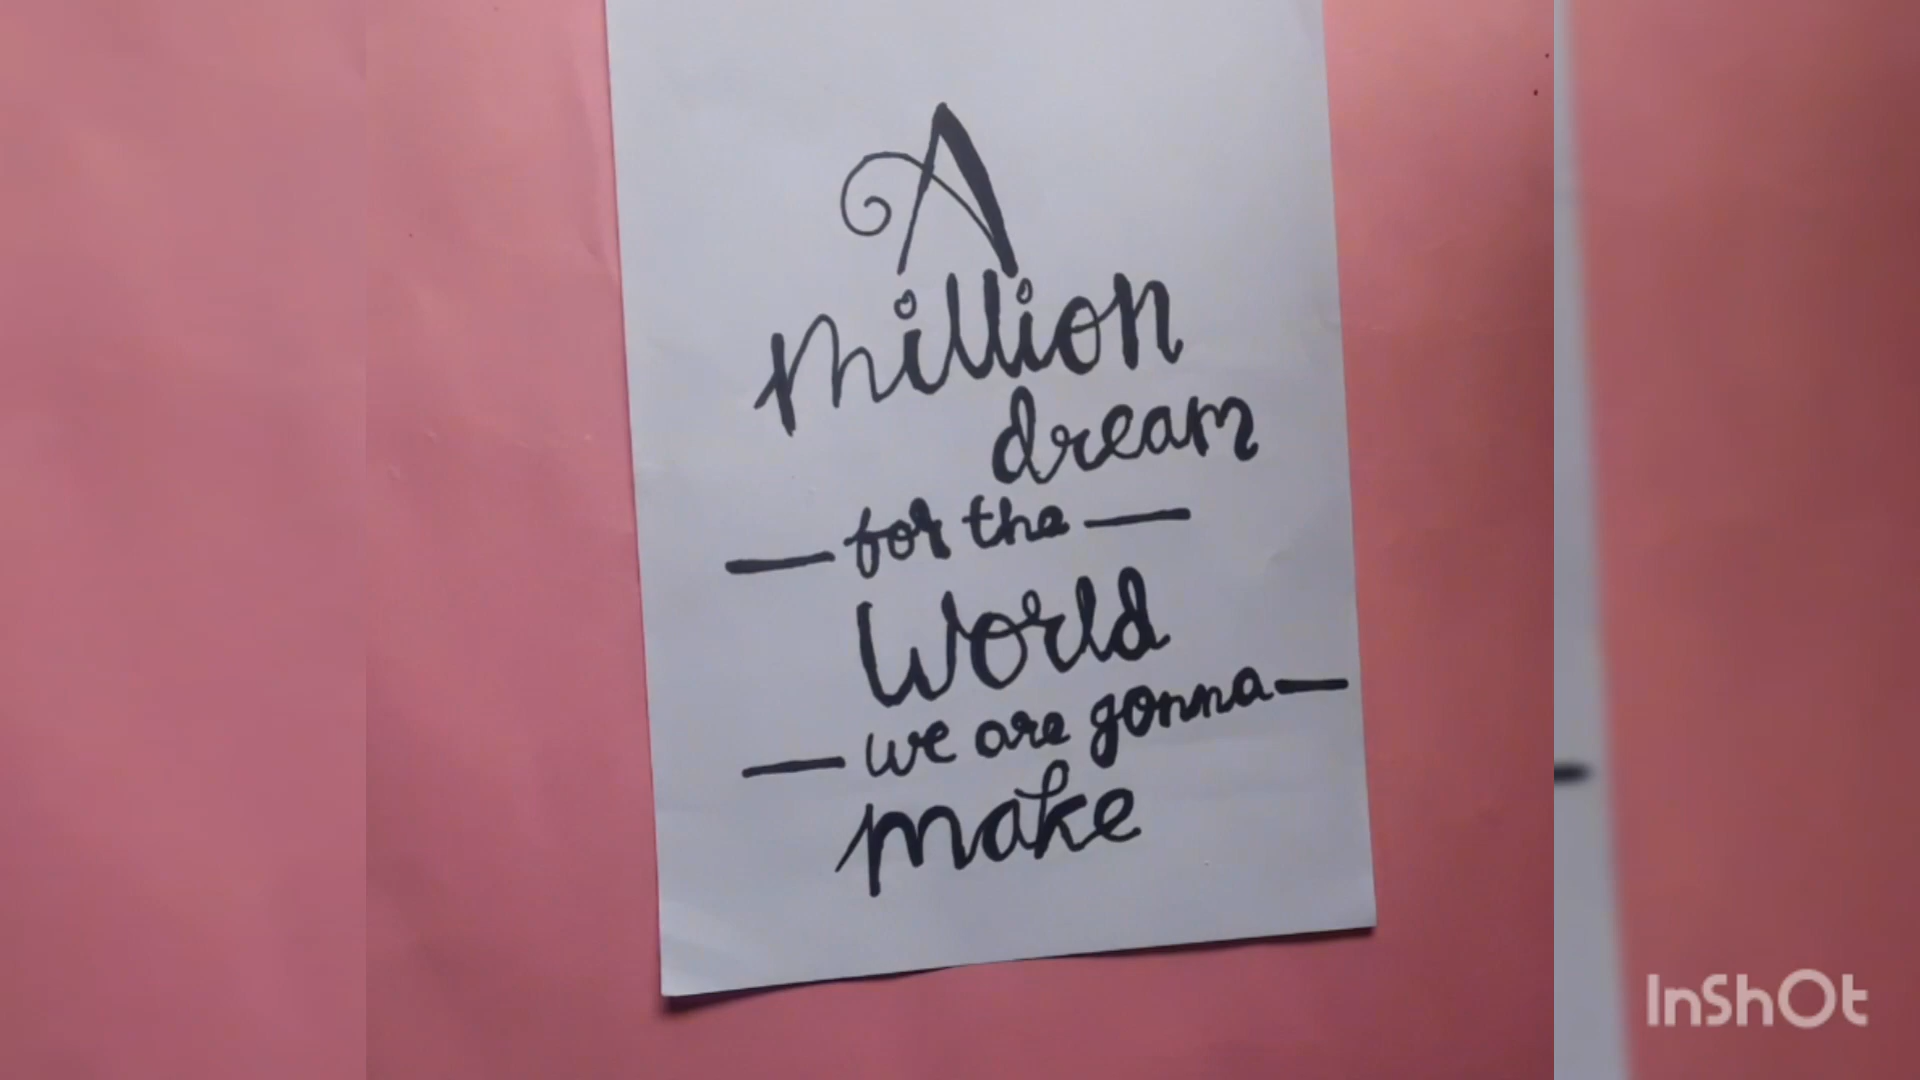 A
million
dream
— for the —
World
— we are gonna —
make
InShOt